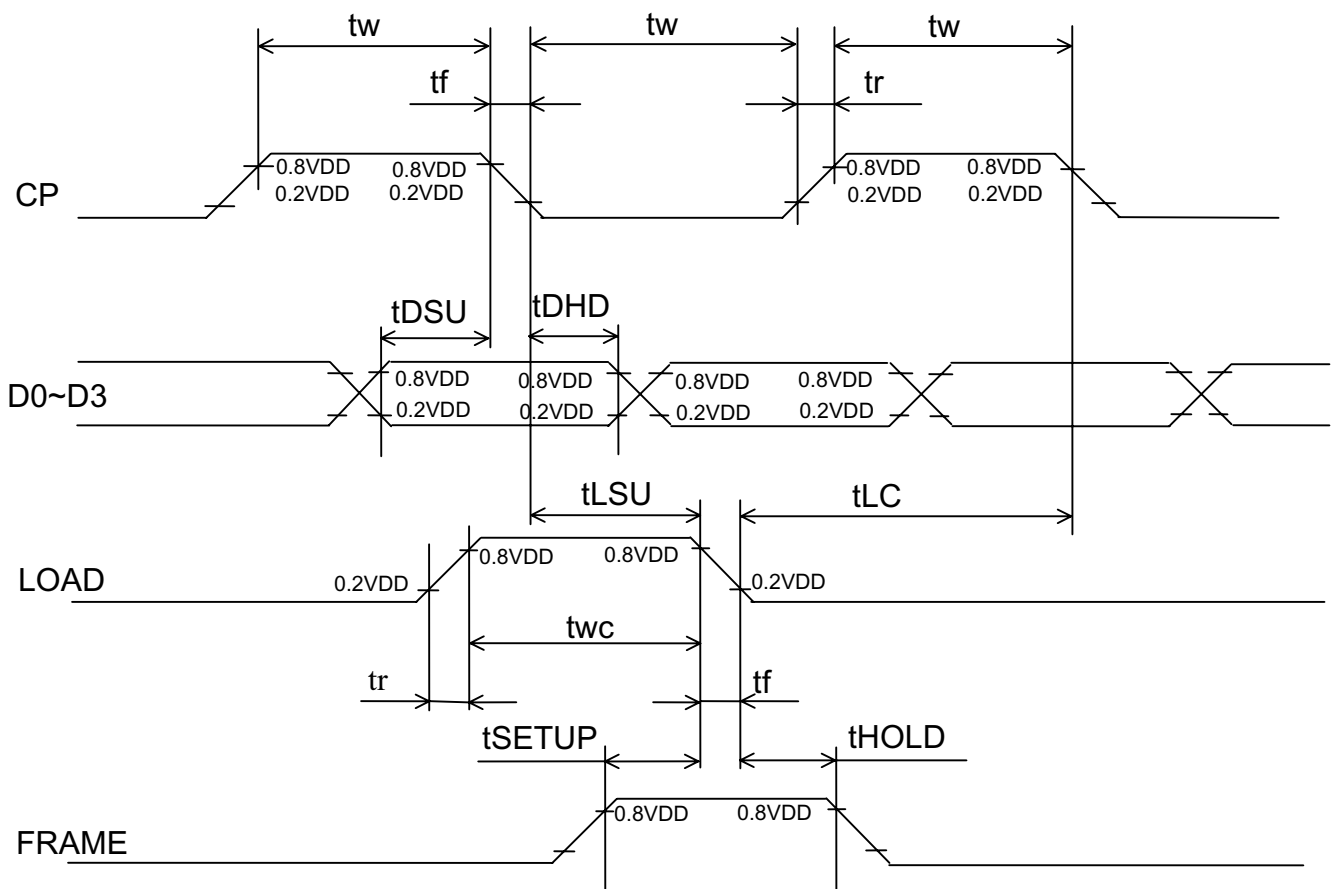 tw tw tw
tf tr
0.8VDD 0.8VDD 0.8VDD 0.8VDD
CP 0.2VDD 0.2VDD 0.2VDD 0.2VDD
tDSU tDHD
0.8VDD 0.8VDD 0.8VDD 0.8VDD
D0~D3 0.2VDD 0.2VDD 0.2VDD 0.2VDD
tLSU tLC
0.8VDD 0.8VDD
LOAD 0.2VDD 0.2VDD
twc
tr tf
tSETUP tHOLD
0.8VDD 0.8VDD
FRAME